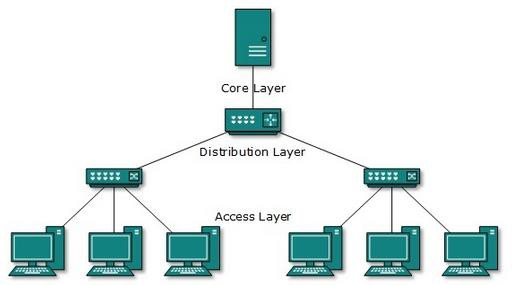 Core Layer
Distribution Layer
Access Layer